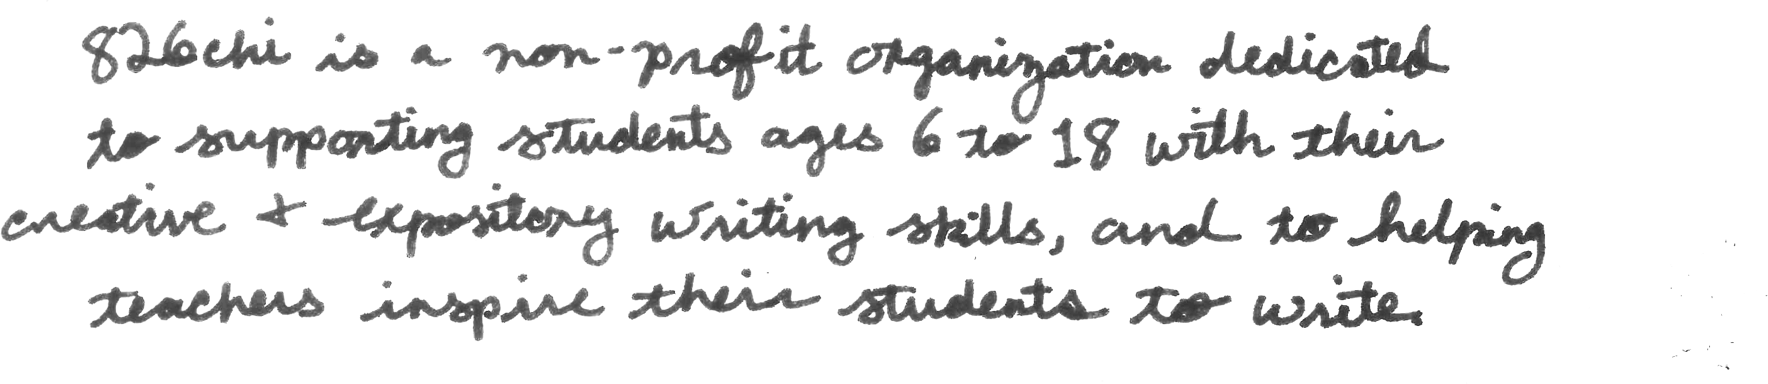 826chi is a non-profit organization dedicated
to supporting students ages 6 to 18 with their
creative + expository writing skills, and to helping
teachers inspire their students to write.